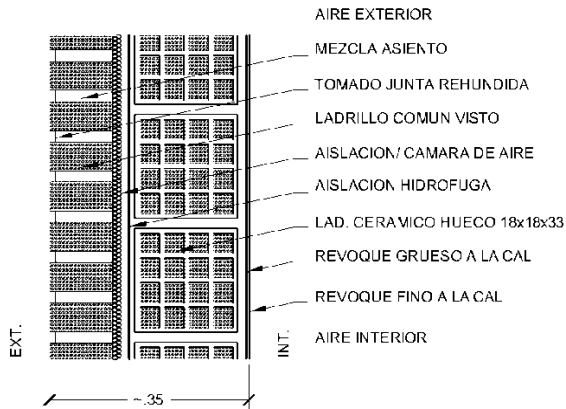 AIRE EXTERIOR
MEZCLA ASIENTO
TOMADO JUNTA REHUNDIDA
LADRILLO COMUN VISTO
AISLACION/ CAMARA DE AIRE
AISLACION HIDROFUGA
LAD. CERAMICO HUECO 18x18x33
REVOQUE GRUESO A LA CAL
REVOQUE FINO A LA CAL
AIRE INTERIOR
EXT.
INT.
~.35